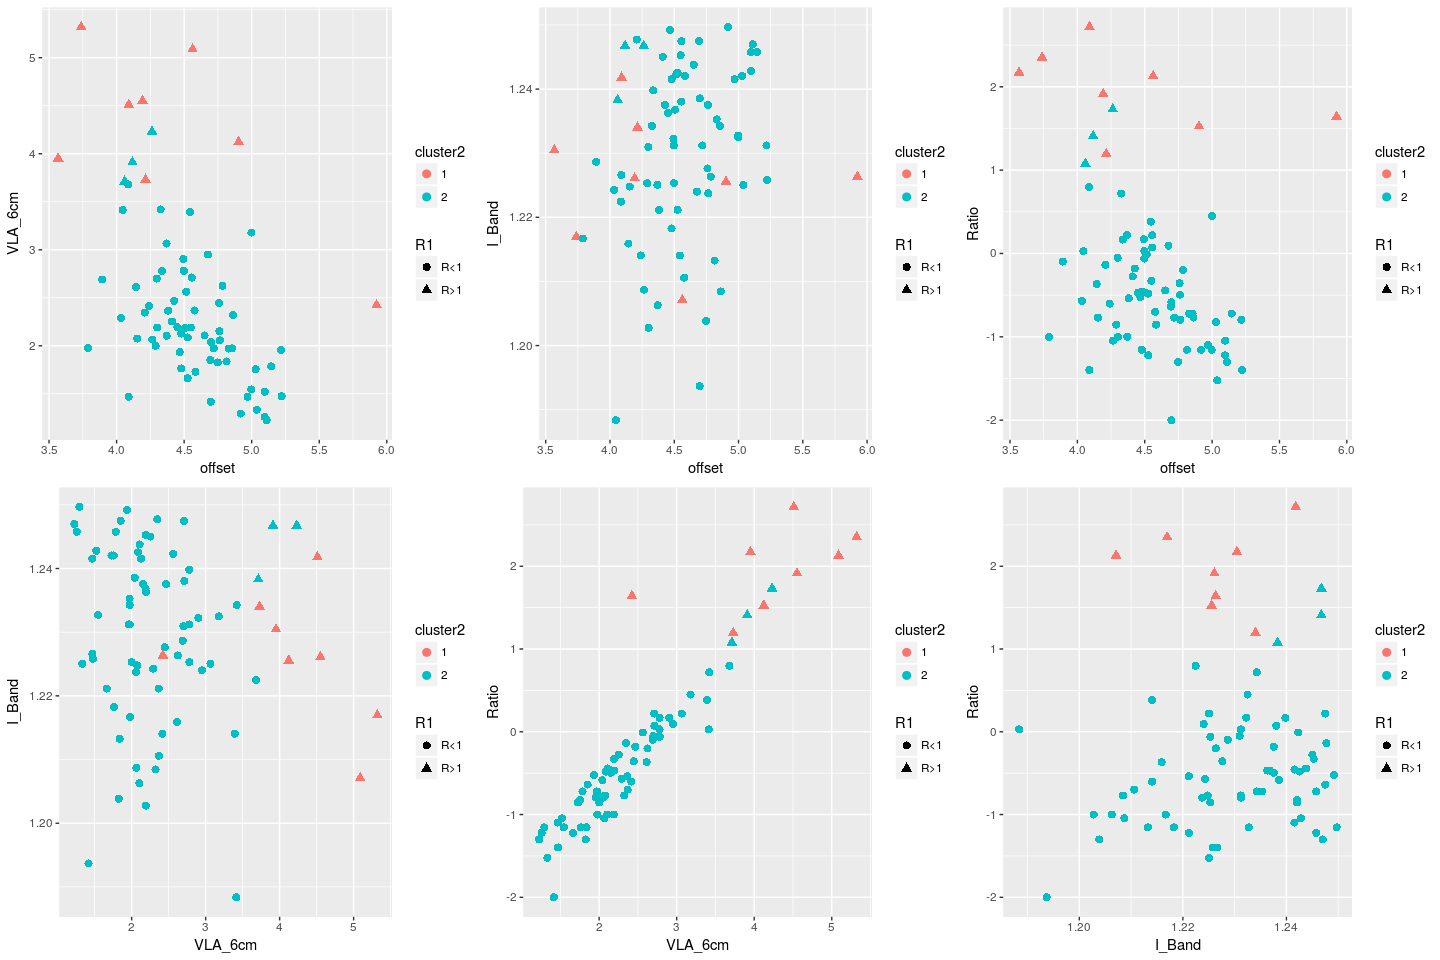 VLA_6cm
5
4
3
2
3.5 4.0 4.5 5.0 5.5 6.0
offset
cluster2
1
2
R1
R<1
R>1
I_Band
1.24
1.22
1.20
3.5 4.0 4.5 5.0 5.5 6.0
offset
cluster2
1
2
R1
R<1
R>1
Ratio
2
1
0
-1
-2
3.5 4.0 4.5 5.0 5.5 6.0
offset
cluster2
1
2
R1
R<1
R>1
I_Band
1.24
1.22
1.20
2 3 4 5
VLA_6cm
cluster2
1
2
R1
R<1
R>1
Ratio
2
1
0
-1
-2
2 3 4 5
VLA_6cm
cluster2
1
2
R1
R<1
R>1
Ratio
2
1
0
-1
-2
1.20 1.22 1.24
I_Band
cluster2
1
2
R1
R<1
R>1